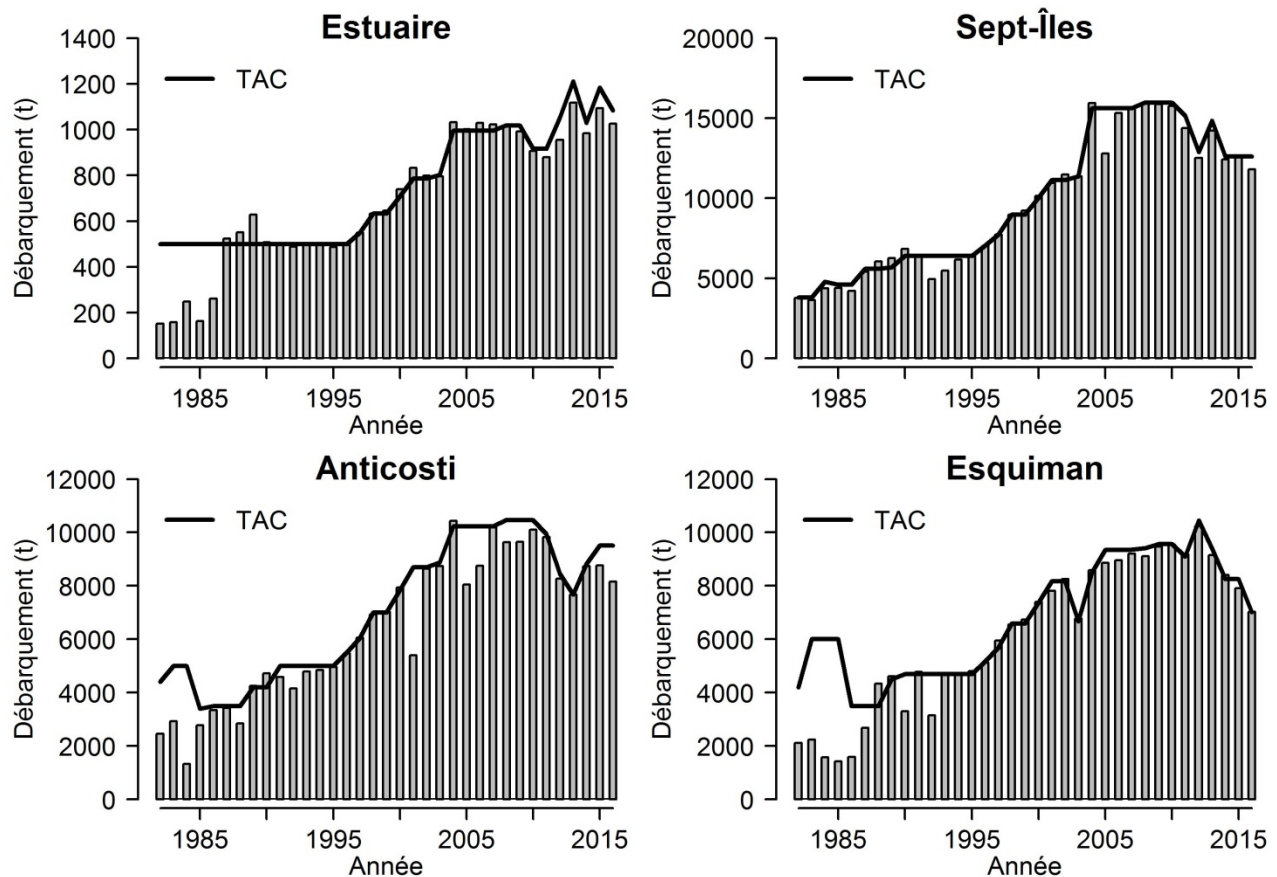 Estuaire
1400
1200
1000
800
600
400
200
0
Débarquement (t)
TAC
1985
1995
2005
2015
Année
Sept-Îles
20000
15000
10000
5000
0
Débarquement (t)
TAC
1985
1995
2005
2015
Année
Anticosti
12000
10000
8000
6000
4000
2000
0
Débarquement (t)
TAC
1985
1995
2005
2015
Année
Esquiman
12000
10000
8000
6000
4000
2000
0
Débarquement (t)
TAC
1985
1995
2005
2015
Année